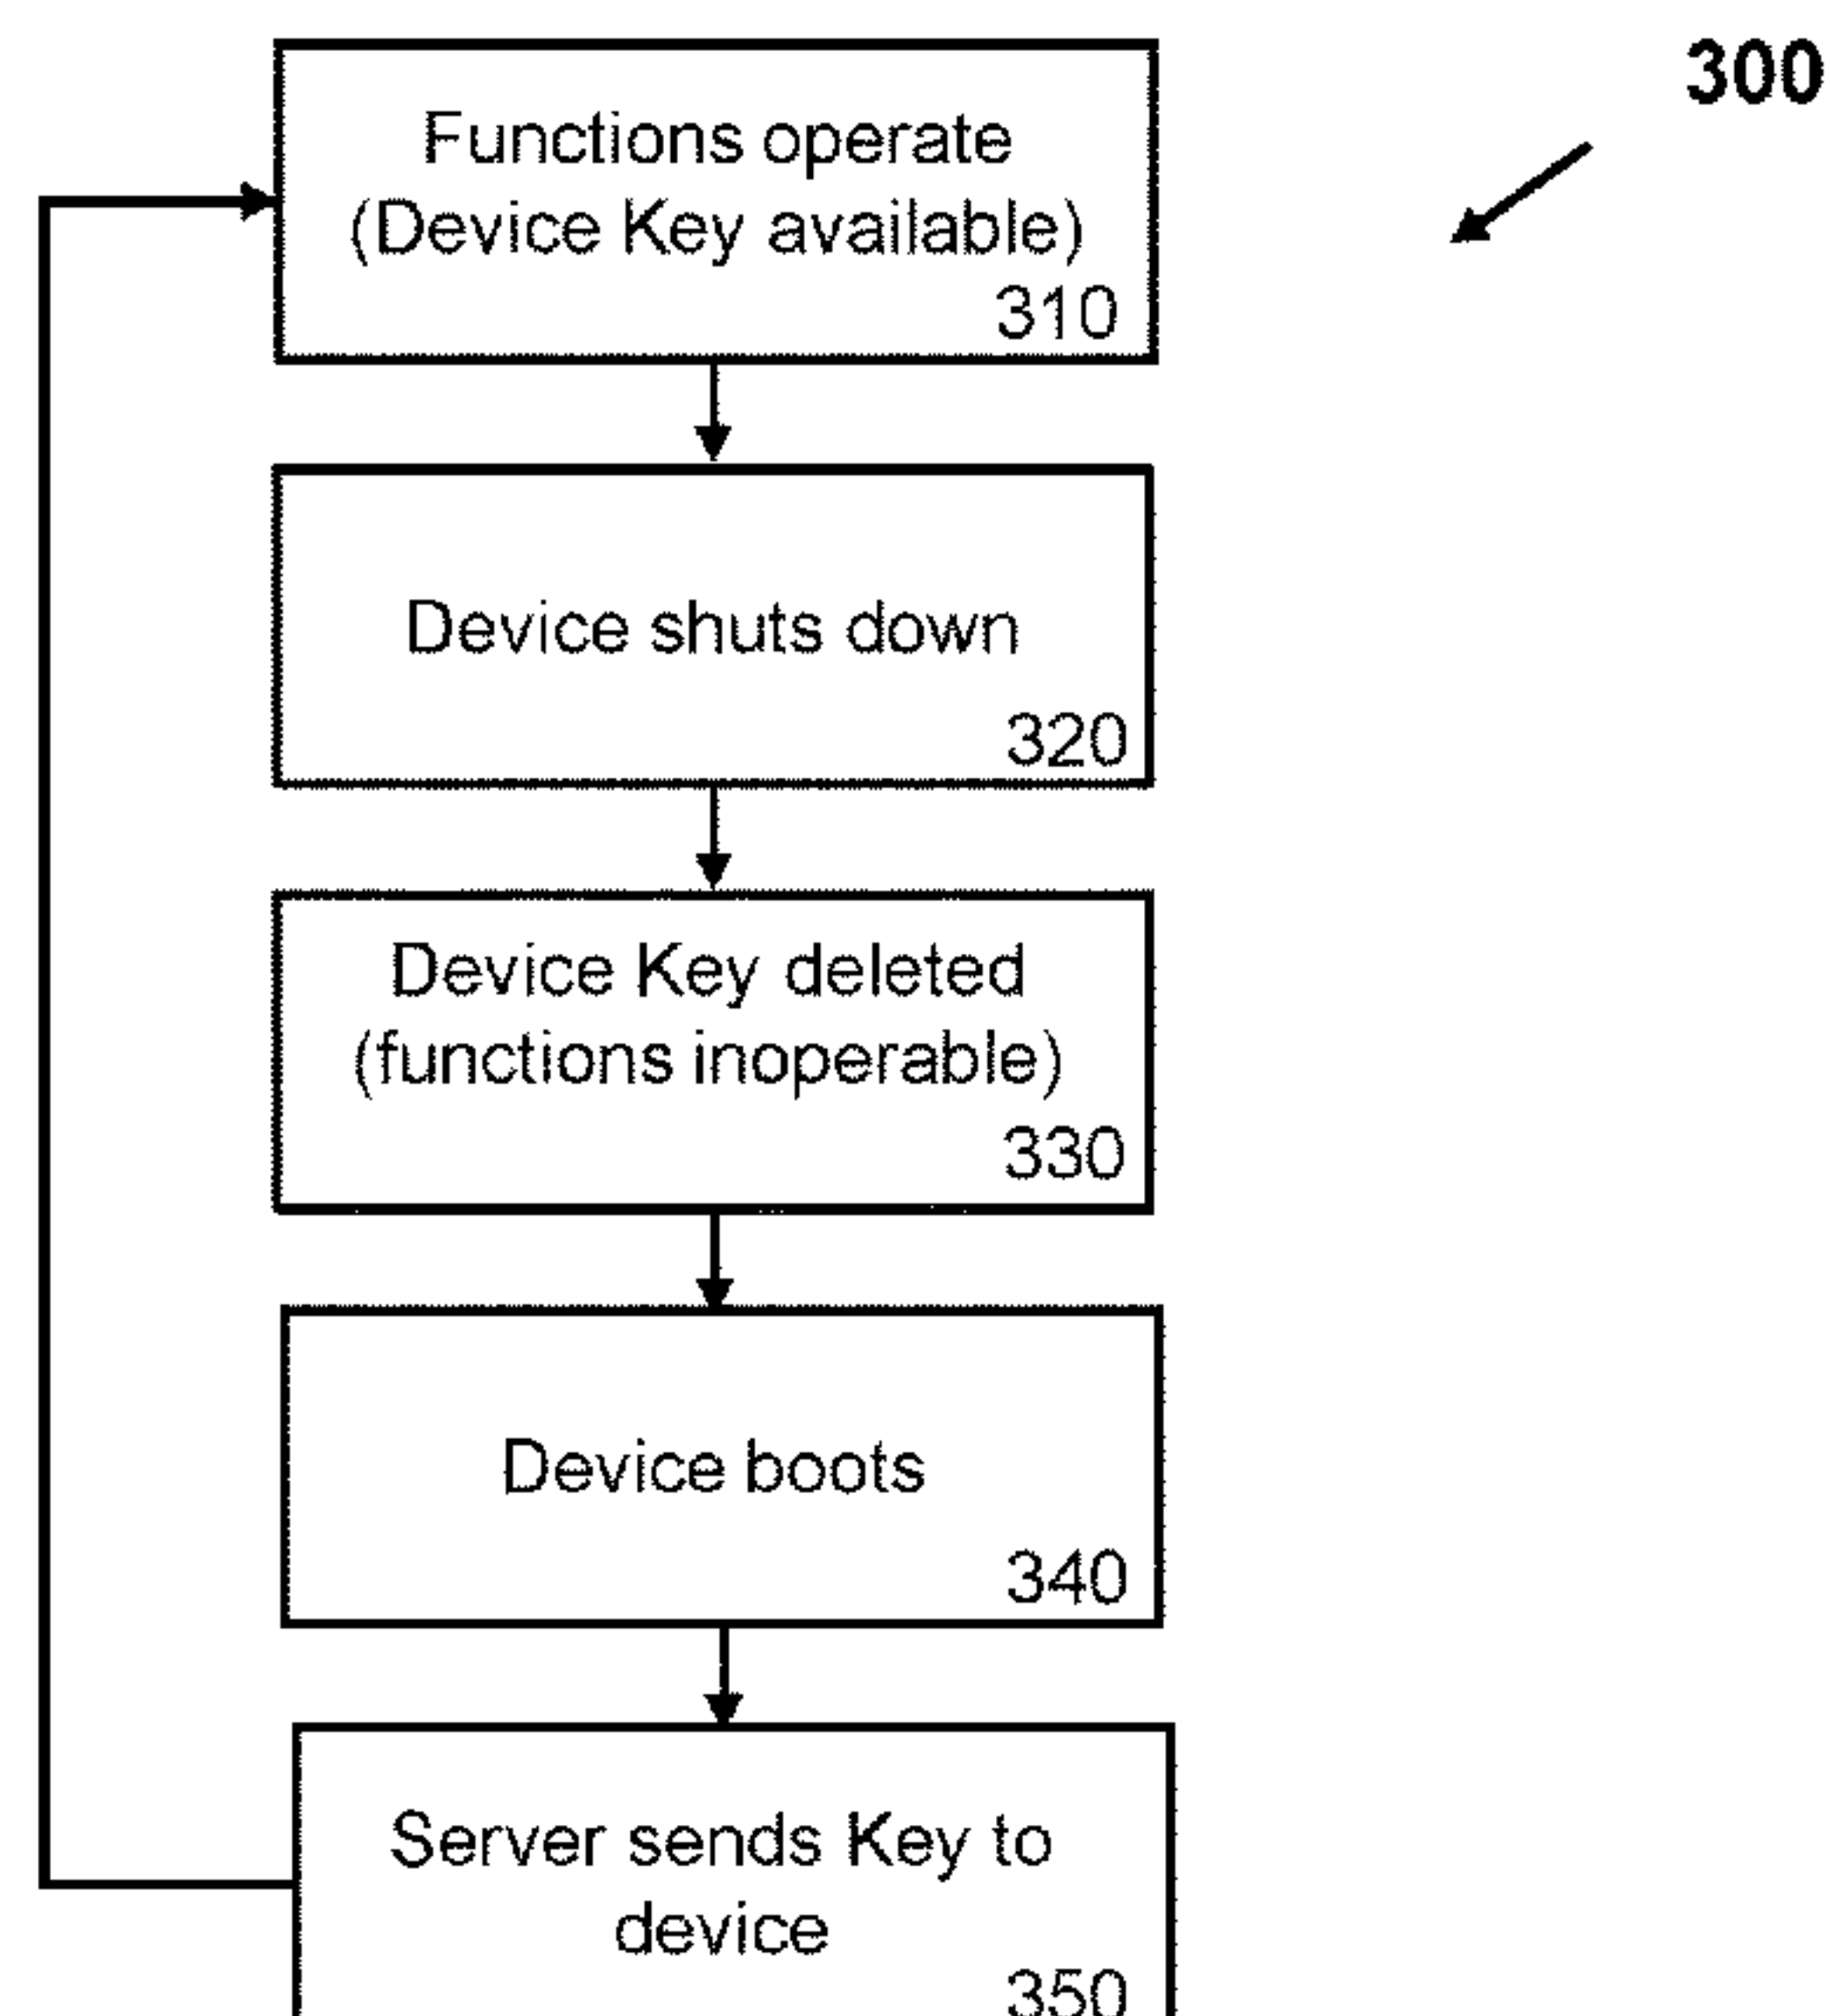 300
Functions operate
(Device Key available)
310
Device shuts down
320
Device Key deleted
(functions inoperable)
330
Device boots
340
Server sends Key to
device
350